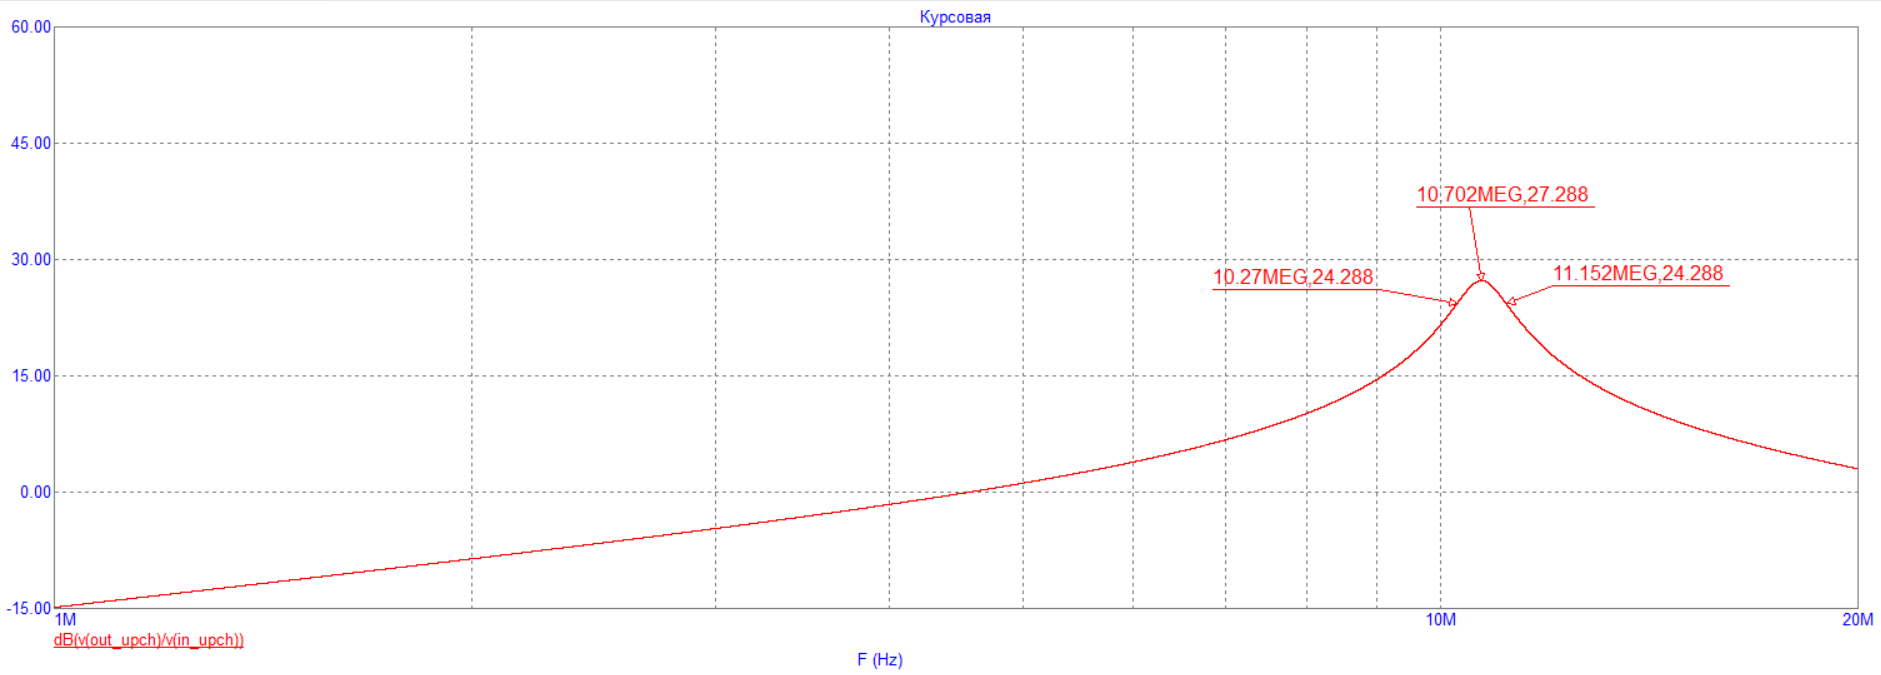 Курсовая
60.00
45.00
10.702MEG,27.288
30.00
10.27MEG,24.288
11.152MEG,24.288
15.00
0.00
-15.00
1M
10M
20M
dB(v(out_upch)/v(in_upch))
F (Hz)